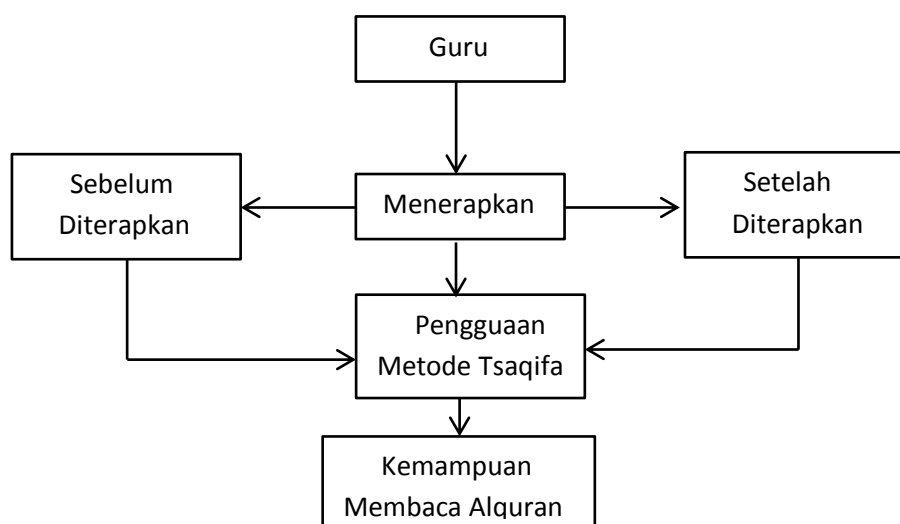 Guru
Sebelum
Diterapkan
Menerapkan
Setelah
Diterapkan
Pengguaan
Metode Tsaqifa
Kemampuan
Membaca Alquran